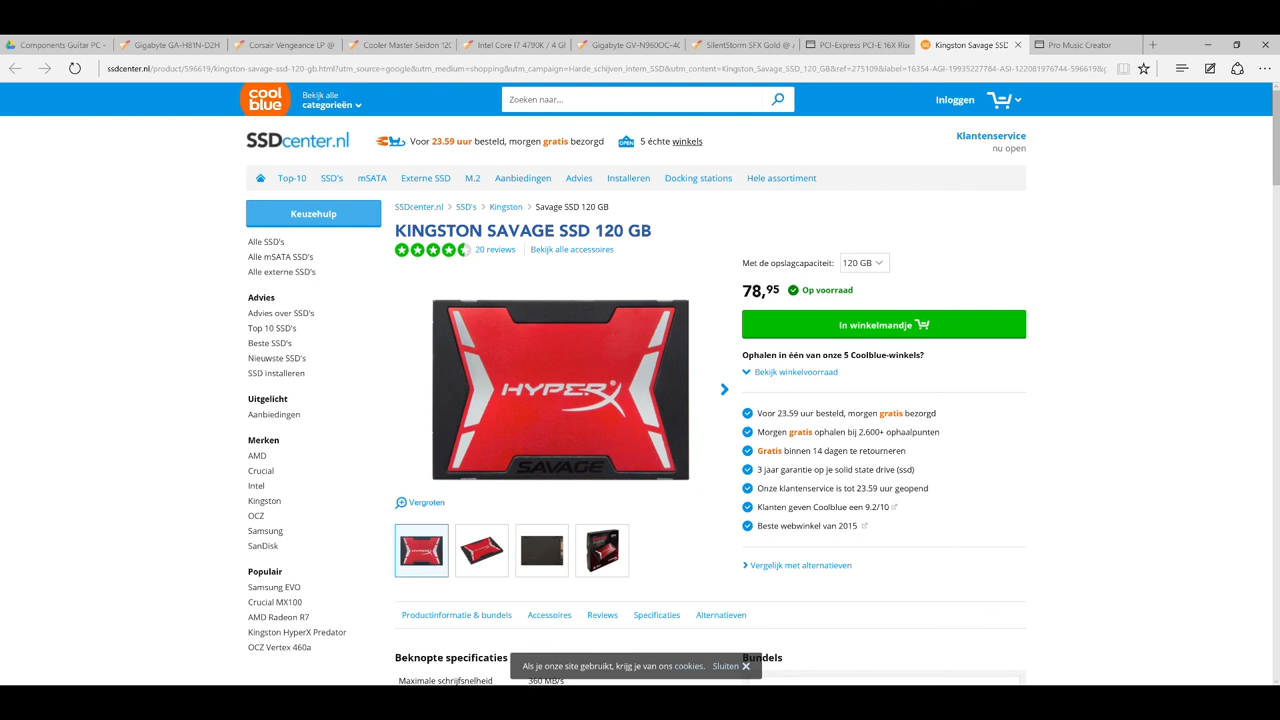 Components Guitar PC -
Gigabyte GA-H81N-D2H
Corsair Vengeance LP @
Cooler Master Seidon 120
Intel Core I7 4790K / 4 GH
Gigabyte GV-N960OC-4G
SilentStorm SFX Gold @ A
PCI-Express PCI-E 16X Rise
Kingston Savage SSD
Pro Music Creator
ssdcenter.nl/product/596619/kingston-savage-ssd-120-gb.html?utm_source=google&utm_medium=shopping&utm_campaign=Harde_schijven_intern_SSD&utm_content=Kingston_Savage_SSD_120_GB&ref=275109&label=16354-AGI-19935227784-ASI-122081976744-596619&g
cool
blue
Bekijk alle
categorieën
Zoeken naar...
Inloggen
SSDcenter.nl
Voor 23.59 uur besteld, morgen gratis bezorgd
OPEN
5 échte winkels
Klantenservice
nu open
Top-10 SSD's mSATA Externe SSD M.2 Aanbiedingen Advies Installeren Docking stations Hele assortiment
Keuzehulp
Alle SSD's
Alle mSATA SSD's
Alle externe SSD's
Advies
Advies over SSD's
Top 10 SSD's
Beste SSD's
Nieuwste SSD's
SSD installeren
Uitgelicht
Aanbiedingen
Merken
AMD
Crucial
Intel
Kingston
OCZ
Samsung
SanDisk
Populair
Samsung EVO
Crucial MX100
AMD Radeon R7
Kingston HyperX Predator
OCZ Vertex 460a
SSDcenter.nl > SSD's > Kingston > Savage SSD 120 GB
KINGSTON SAVAGE SSD 120 GB
20 reviews
Bekijk alle accessoires
HYPERX
SAVAGE
Vergroten
Met de opslagcapaciteit: 120 GB
78,95 Op voorraad
In winkelmandje
Ophalen in één van onze 5 Coolblue-winkels?
Bekijk winkelvoorraad
Voor 23.59 uur besteld, morgen gratis bezorgd
Morgen gratis ophalen bij 2.600+ ophaalpunten
Gratis binnen 14 dagen te retourneren
3 jaar garantie op je solid state drive (ssd)
Onze klantenservice is tot 23.59 uur geopend
Klanten geven Coolblue een 9.2/10
Beste webwinkel van 2015
Vergelijk met alternatieven
Productinformatie & bundels Accessoires Reviews Specificaties Alternatieven
Beknopte specificaties
Maximale schrijfsnelheid 360 MB/s
Bundels
Als je onze site gebruikt, krijg je van ons cookies. Sluiten